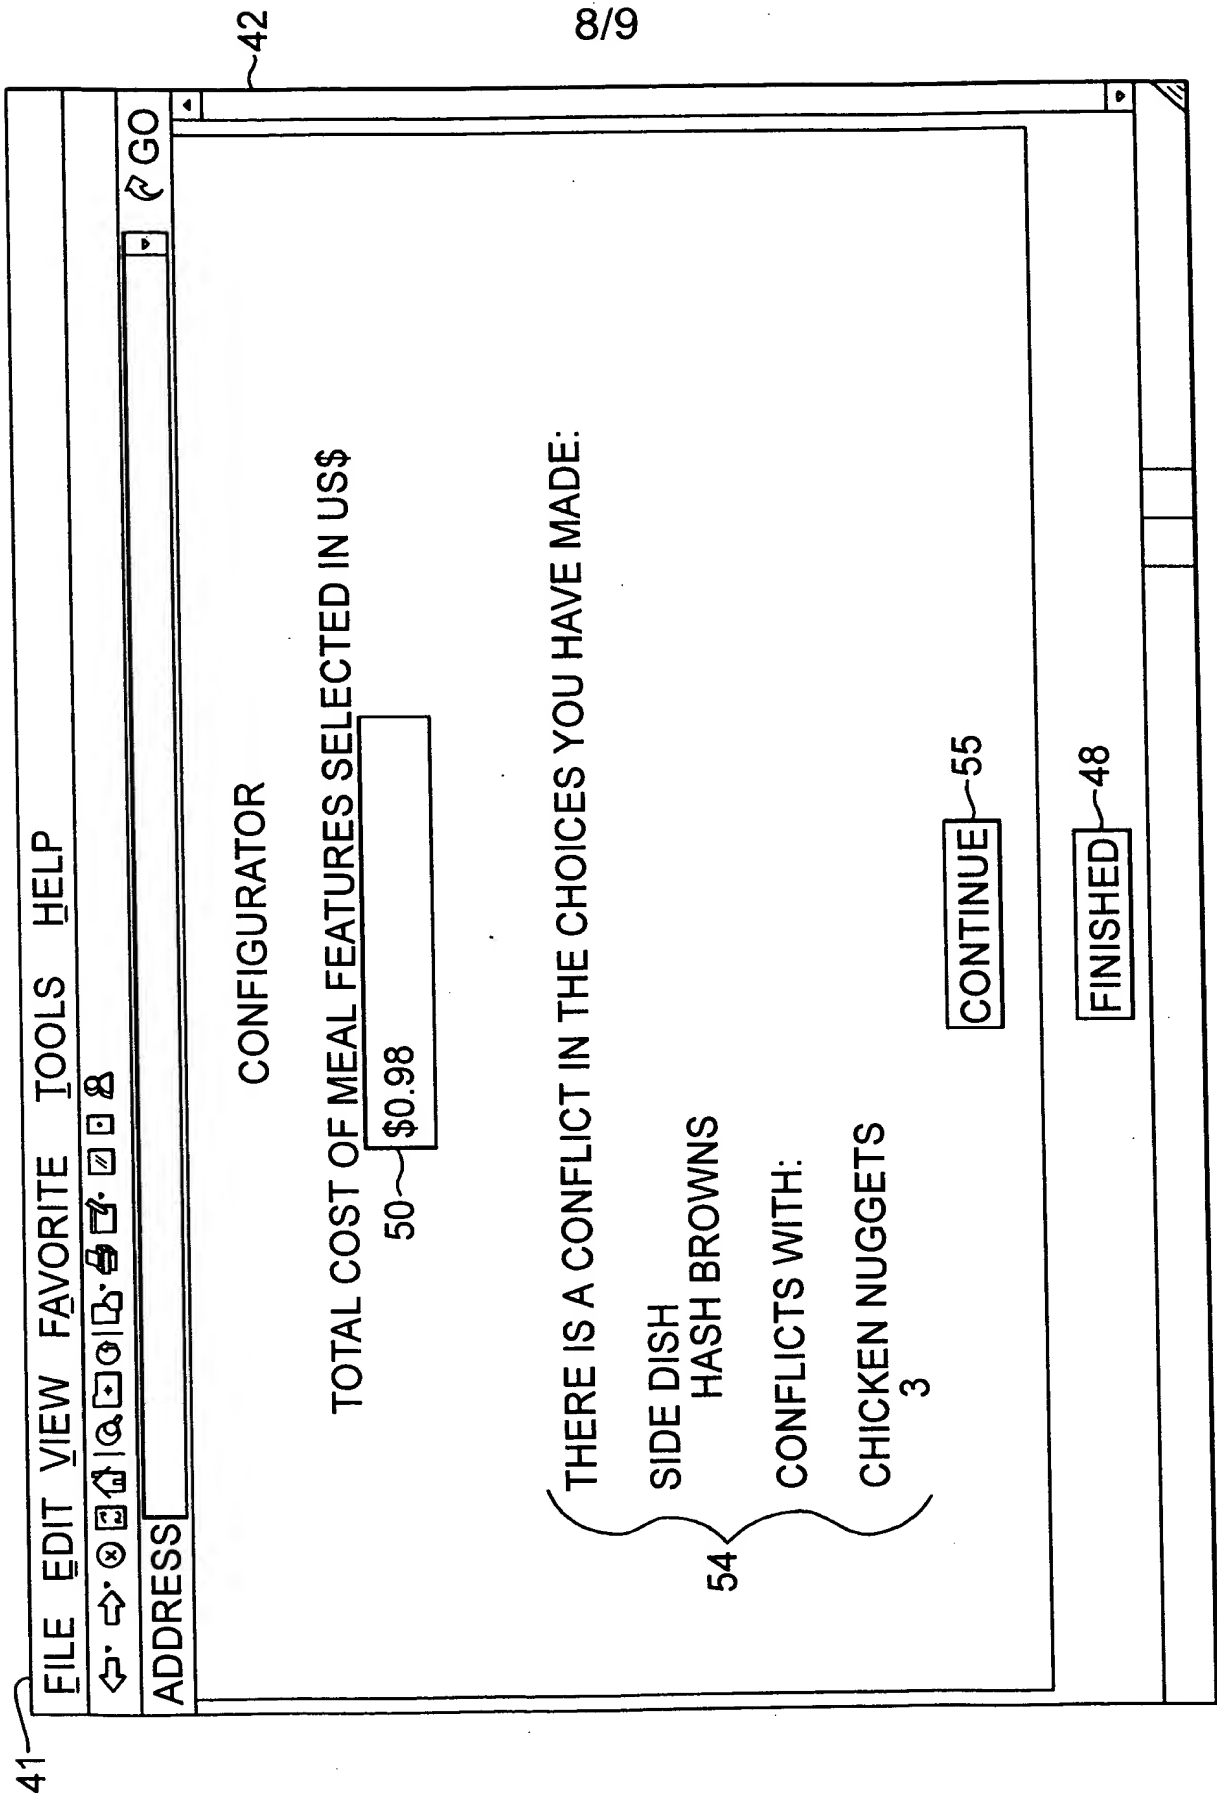 8/9
41
42
FILE EDIT VIEW FAVORITE TOOLS HELP
ADDRESS
GO
CONFIGURATOR
TOTAL COST OF MEAL FEATURES SELECTED IN US$
50
$0.98
THERE IS A CONFLICT IN THE CHOICES YOU HAVE MADE:
SIDE DISH
HASH BROWNS
54
CONFLICTS WITH:
CHICKEN NUGGETS
3
CONTINUE
55
FINISHED
48